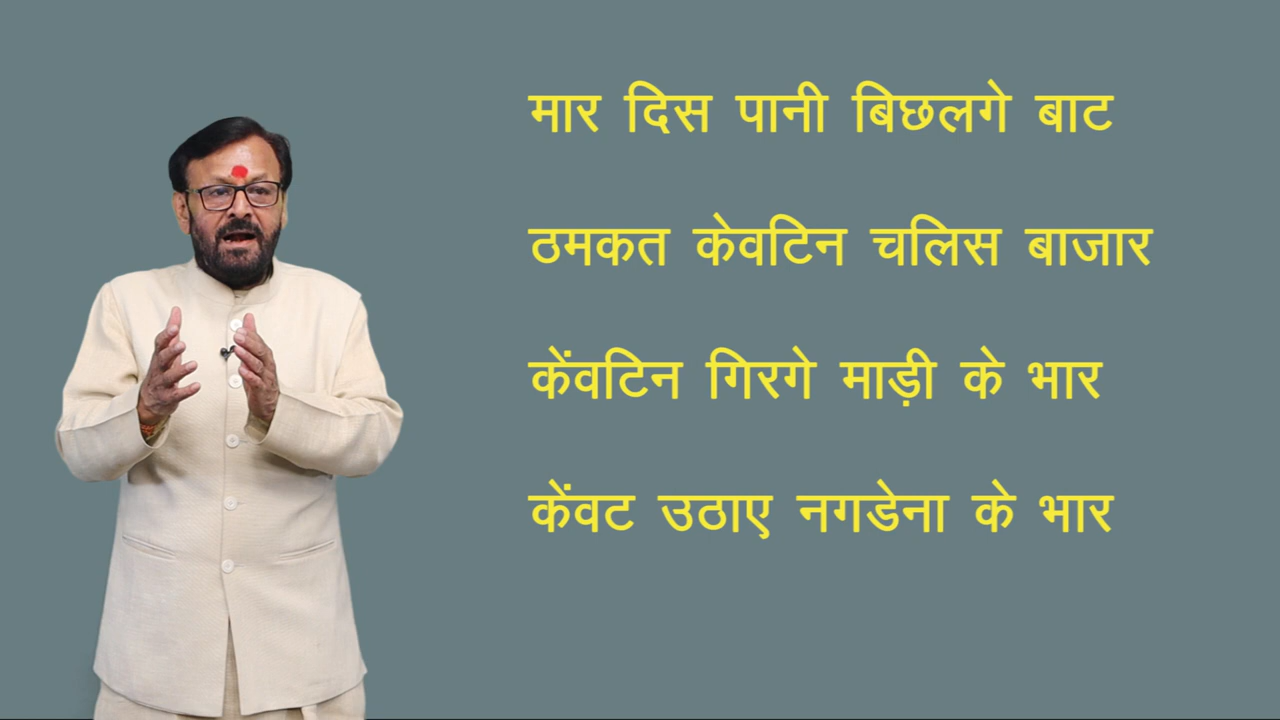 मार दिस पानी बिछलगे बाट
ठमकत केवटिन चलिस बाजार
केंवटिन गिरगे माड़ी के भार
केंवट उठाए नगडेना के भार